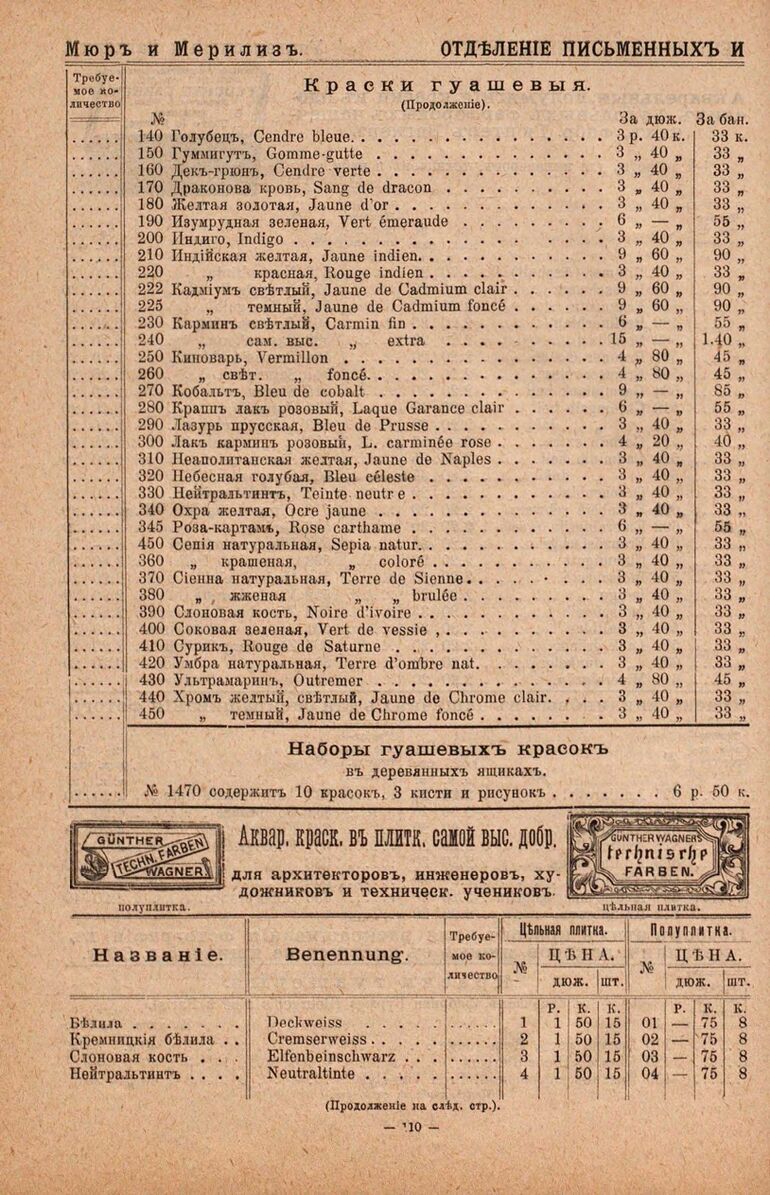 Мюръ и Мерилизъ. ОТДѢЛЕНІЕ ПИСЬМЕННЫХЪ И
Требуе-
мое ко-
личество
Краски гуашевыя.
(Продолженіе).
№ За дюж. За бан.
140 Голубецъ, Cendre bleue. 3 р. 40 к. 33 к.
150 Гуммигутъ, Gomme-gutte 3 „ 40 „ 33 „
160 Декъ-грюнъ, Cendre verte 3 „ 40 „ 33 „
170 Драконова кровь, Sang de dracon 3 „ 40 „ 33 „
180 Желтая золотая, Jaune d'or 3 „ 40 „ 33 „
190 Изумрудная зеленая, Vert émeraude 6 „ — „ 55 „
200 Индиго, Indigo 3 „ 40 „ 33 „
210 Индійская желтая, Jaune indien. 9 „ 60 „ 90 „
220 „ красная, Rouge indien 3 „ 40 „ 33 „
222 Кадміумъ свѣтлый, Jaune de Cadmium clair 9 „ 60 „ 90 „
225 „ темный, Jaune de Cadmium foncé 9 „ 60 „ 90 „
230 Карминъ свѣтлый, Carmin fin 6 „ — „ 55 „
240 „ сам. выс. „ extra 15 „ — „ 1.40 „
250 Киноварь, Vermillon 4 „ 80 „ 45 „
260 „ свѣт. „ foncé. 4 „ 80 „ 45 „
270 Кобальтъ, Bleu de cobalt 9 „ — „ 85 „
280 Краппъ лакъ розовый, Laque Garance clair 6 „ — „ 55 „
290 Лазурь прусская, Bleu de Prusse 3 „ 40 „ 33 „
300 Лакъ карминъ розовый, L. carminée rose 4 „ 20 „ 40 „
310 Неаполитанская желтая, Jaune de Naples 3 „ 40 „ 33 „
320 Небесная голубая, Bleu céleste 3 „ 40 „ 33 „
330 Нейтральтинтъ, Teinte neutre 3 „ 40 „ 33 „
340 Охра желтая, Ocre jaune 3 „ 40 „ 33 „
345 Роза-картамъ, Rose carthame 6 „ — „ 55 „
450 Сепія натуральная, Sepia natur. 3 „ 40 „ 33 „
360 „ крашеная, „ coloré 3 „ 40 „ 33 „
370 Сіенна натуральная, Terre de Sienne. 3 „ 40 „ 33 „
380 „ жженая „ „ brulée 3 „ 40 „ 33 „
390 Слоновая кость, Noire d'ivoire 3 „ 40 „ 33 „
400 Соковая зеленая, Vert de vessie , 3 „ 40 „ 33 „
410 Сурикъ, Rouge de Saturne 3 „ 40 „ 33 „
420 Умбра натуральная, Terre d'ombre nat. 3 „ 40 „ 33 „
430 Ультрамаринъ, Outremer 4 „ 80 „ 45 „
440 Хромъ желтый, свѣтлый, Jaune de Chrome clair. 3 „ 40 „ 33 „
450 „ темный, Jaune de Chrome foncé 3 „ 40 „ 33 „
Наборы гуашевыхъ красокъ
въ деревянныхъ ящикахъ.
№ 1470 содержитъ 10 красокъ, 3 кисти и рисунокъ 6 р. 50 к.
GÜNTHER
TECHN. FARBEN
WAGNER
полуплитка.
Аквар. краск. въ плитк. самой выс. добр.
для архитекторовъ, инженеровъ, ху-
дожниковъ и техническ. учениковъ.
GÜNTHER WAGNER'S
technische
FARBEN.
цѣльная плитка.
Названіе. Benennung. Требуе-
мое ко-
личество Цѣльная плитка. Полуплитка.
№ ЦѢНА. № ЦѢНА.
дюж. шт. дюж. шт.
Р. К. К. Р. К. К.
Бѣлила Deckweiss 1 1 50 15 01 — 75 8
Кремницкія бѣлила Cremserweiss 2 1 50 15 02 — 75 8
Слоновая кость Elfenbeinschwarz 3 1 50 15 03 — 75 8
Нейтральтинтъ Neutraltinte 4 1 50 15 04 — 75 8
(Продолженіе на слѣд. стр.).
— 110 —